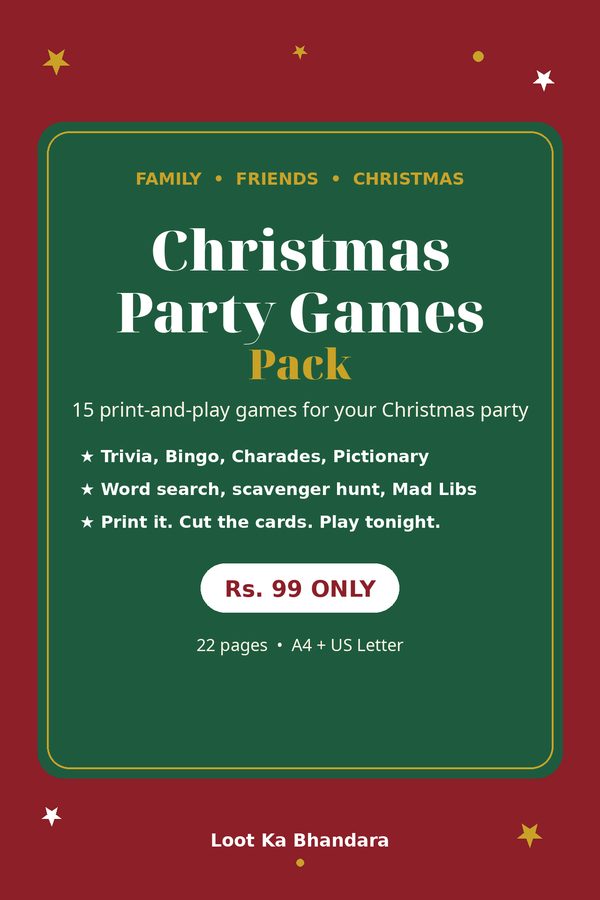 FAMILY • FRIENDS • CHRISTMAS
Christmas
Party Games
Pack
15 print-and-play games for your Christmas party
★ Trivia, Bingo, Charades, Pictionary
★ Word search, scavenger hunt, Mad Libs
★ Print it. Cut the cards. Play tonight.
Rs. 99 ONLY
22 pages • A4 + US Letter
Loot Ka Bhandara